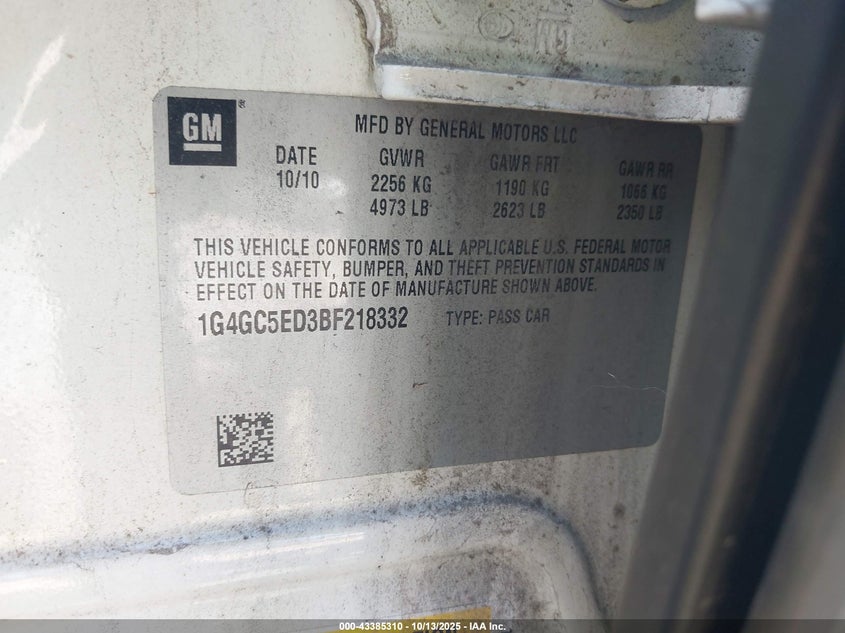 GM®
MFD BY GENERAL MOTORS LLC
DATE GVWR GAWR FRT GAWR RR
10/10 2256 KG 1190 KG 1066 KG
4973 LB 2623 LB 2350 LB
THIS VEHICLE CONFORMS TO ALL APPLICABLE U.S. FEDERAL MOTOR
VEHICLE SAFETY, BUMPER, AND THEFT PREVENTION STANDARDS IN
EFFECT ON THE DATE OF MANUFACTURE SHOWN ABOVE.
1G4GC5ED3BF218332 TYPE: PASS CAR
000-43385310 | 10/13/2025 - IAA Inc.